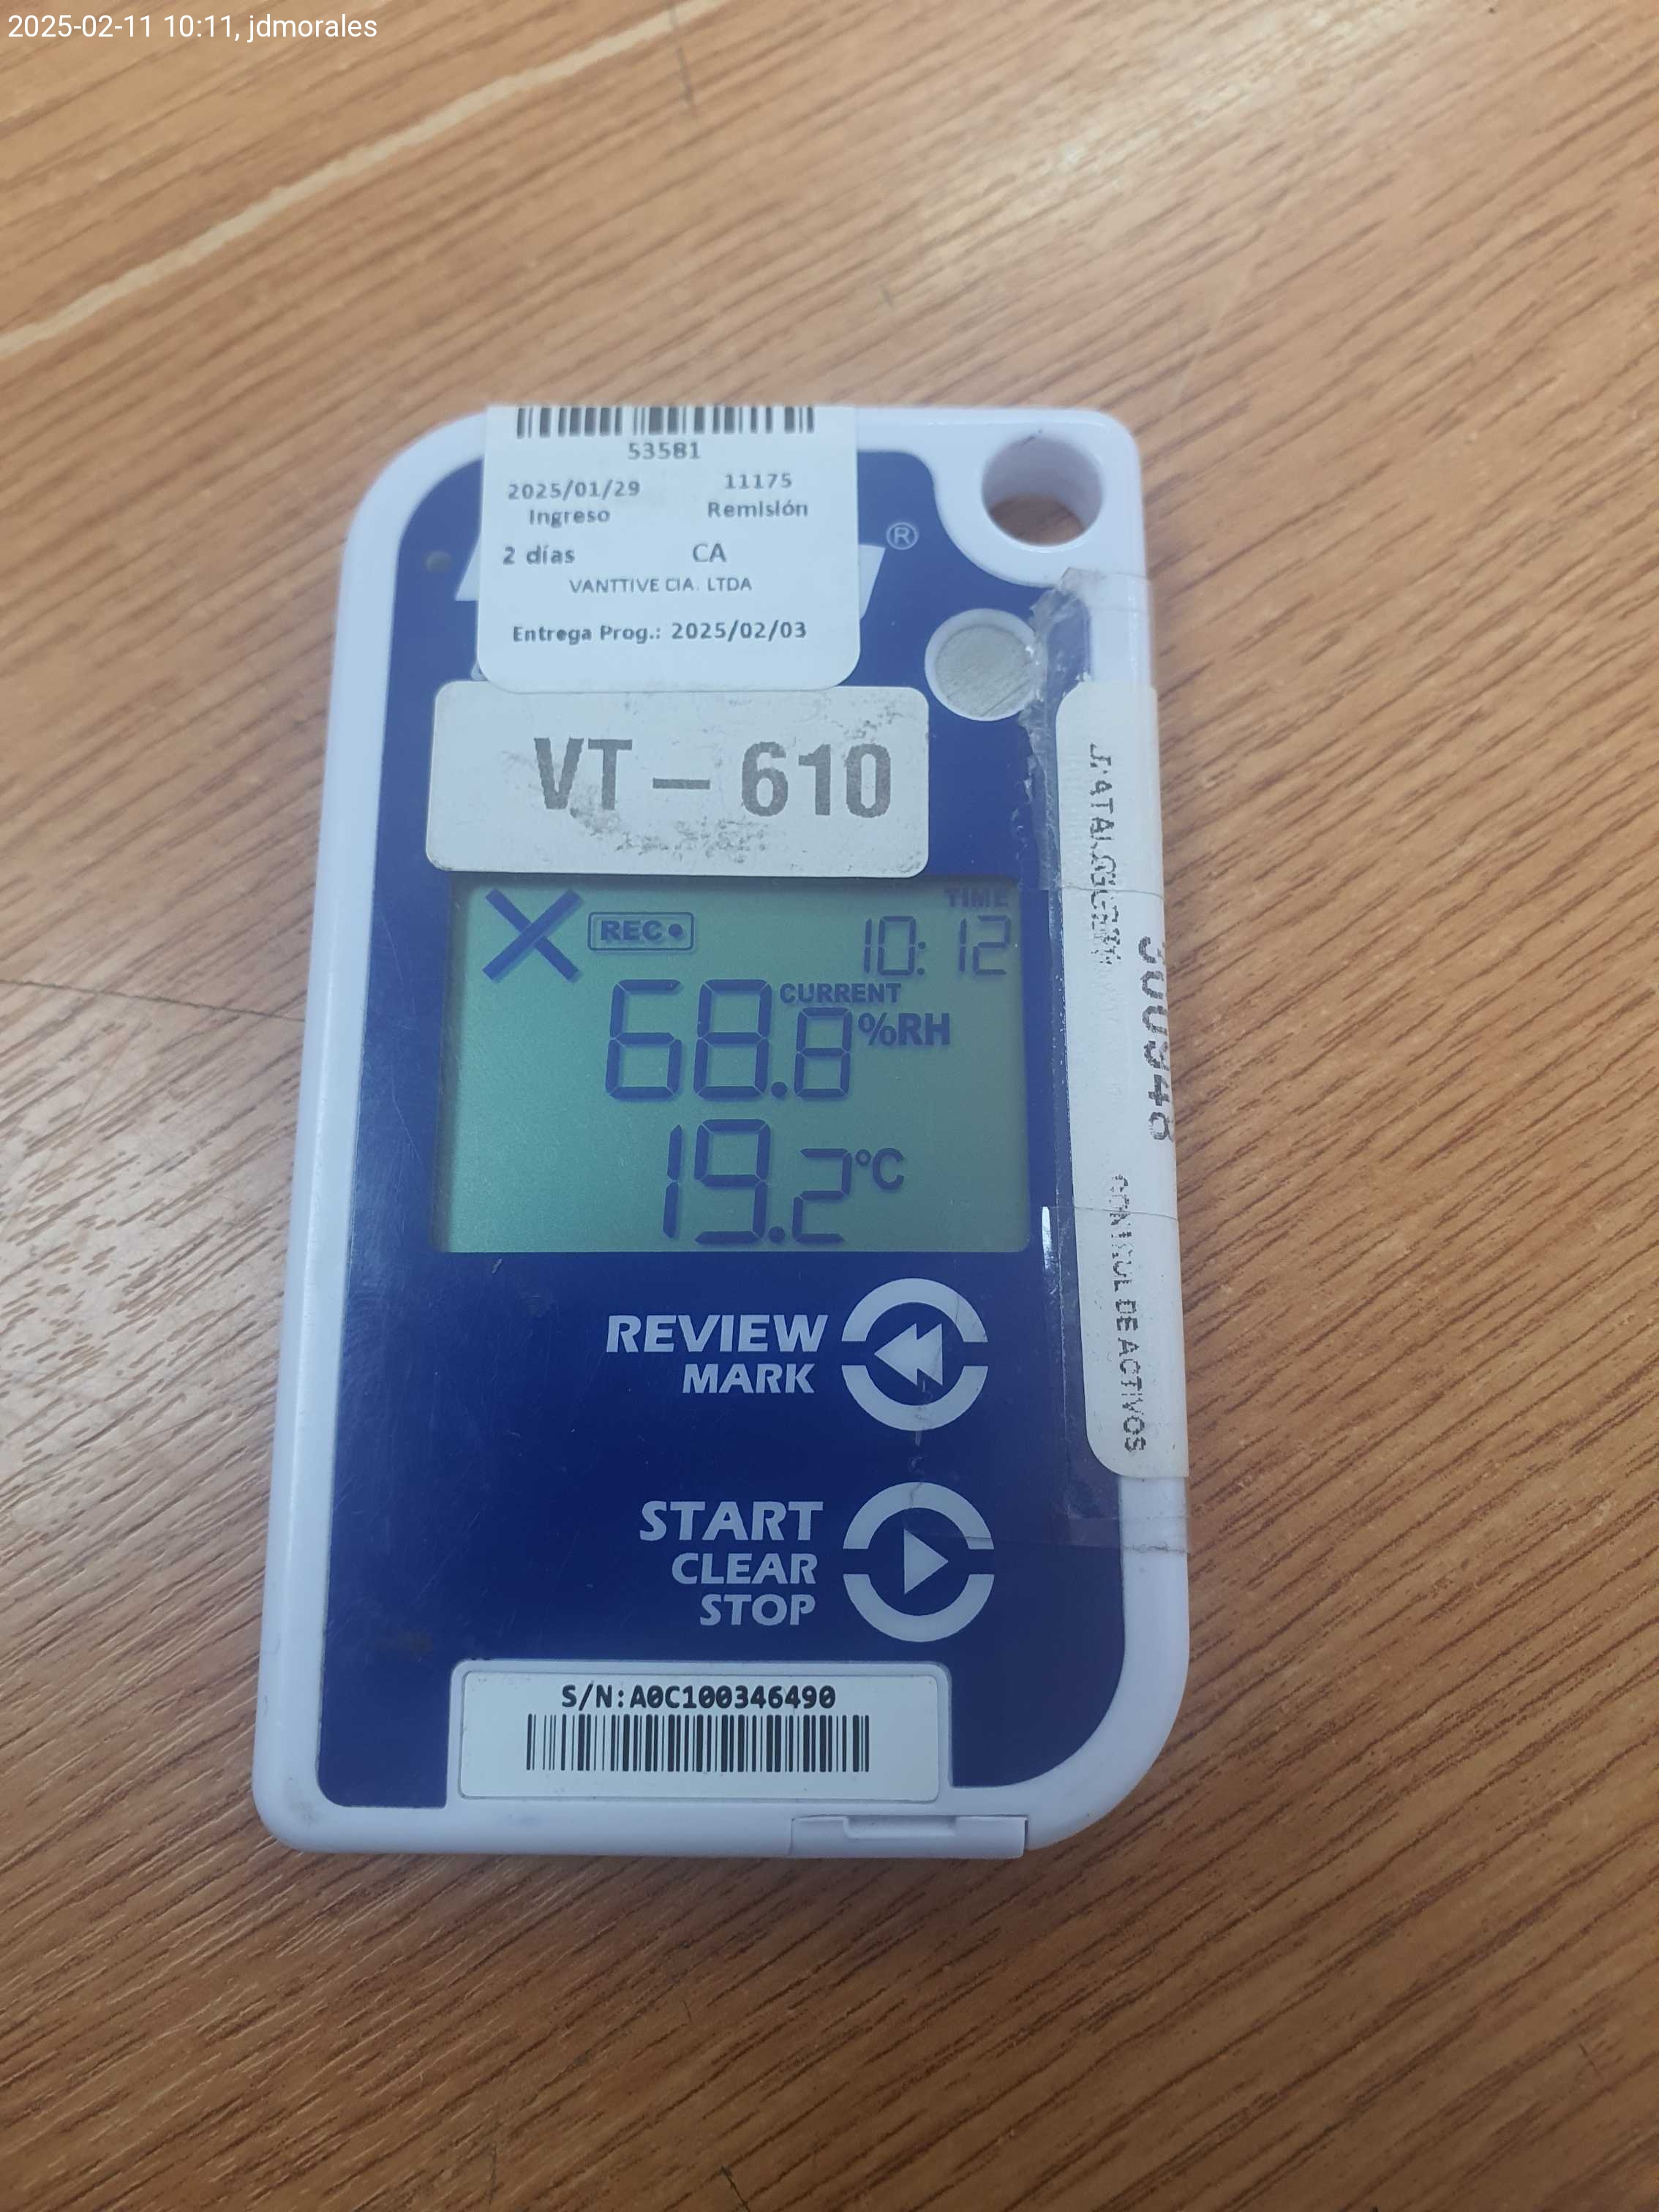 2025-02-11 10:11, jdmorales
53581
2025/01/29 11175
Ingreso Remisión
2 días CA
VANTTIVE CIA. LTDA
Entrega Prog.: 2025/02/03
®
VT - 610
TIME
REC 10:12
CURRENT
68.8 %RH
19.2 °C
REVIEW
MARK
START
CLEAR
STOP
S/N:A0C100346490
CONTROL DE ACTIVOS